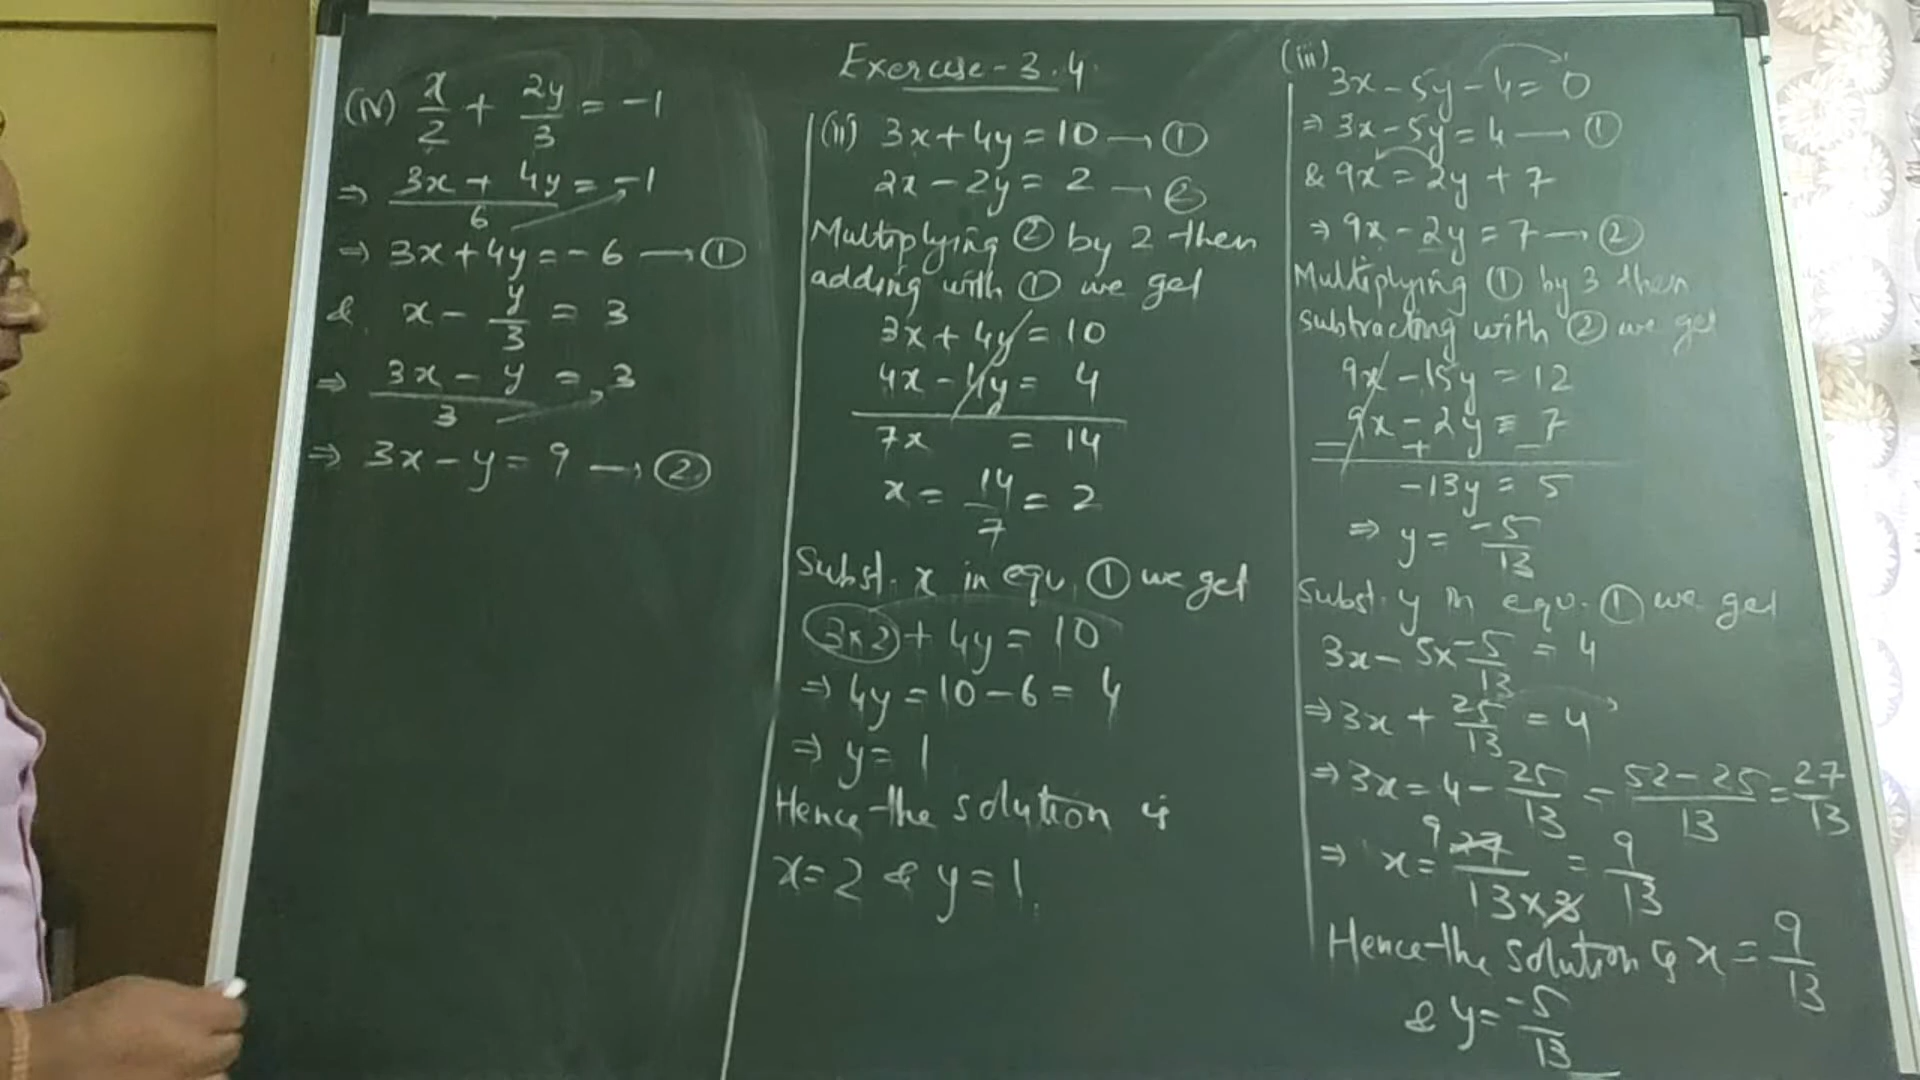 Exercise-3.4
(iv) x/2 + 2y/3 = -1
⇒ (3x + 4y)/6 = -1
⇒ 3x + 4y = -6 → ①
& x - y/3 = 3
⇒ (3x - y)/3 = 3
⇒ 3x - y = 9 → ②
(ii) 3x + 4y = 10 → ①
2x - 2y = 2 → ②
Multiplying ② by 2 then
adding with ① we get
3x + 4y = 10
4x - 4y = 4
7x = 14
x = 14/7 = 2
Subst. x in equ. ① we get
3×2 + 4y = 10
⇒ 4y = 10 - 6 = 4
⇒ y = 1
Hence the solution is
x = 2 & y = 1.
(iii) 3x - 5y - 4 = 0
⇒ 3x - 5y = 4 → ①
& 9x = 2y + 7
⇒ 9x - 2y = 7 → ②
Multiplying ① by 3 then
subtracting with ② we get
9x - 15y = 12
9x - 2y = 7
- + -
-13y = 5
⇒ y = -5/13
Subst. y in equ. ① we get
3x - 5× -5/13 = 4
⇒ 3x + 25/13 = 4
⇒ 3x = 4 - 25/13 = (52 - 25)/13 = 27/13
⇒ x = 9 27/(13×3) = 9/13
Hence the solution is x = 9/13
& y = -5/13